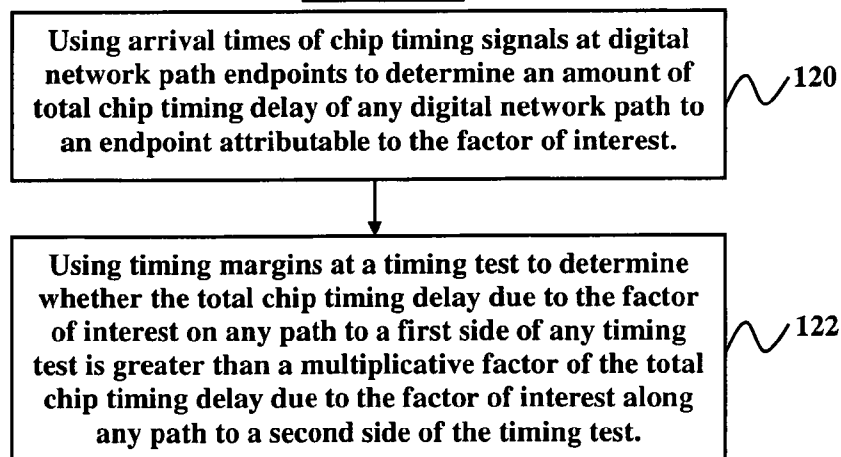 Using arrival times of chip timing signals at digital
network path endpoints to determine an amount of
total chip timing delay of any digital network path to
an endpoint attributable to the factor of interest.
120
Using timing margins at a timing test to determine
whether the total chip timing delay due to the factor
of interest on any path to a first side of any timing
test is greater than a multiplicative factor of the total
chip timing delay due to the factor of interest along
any path to a second side of the timing test.
122